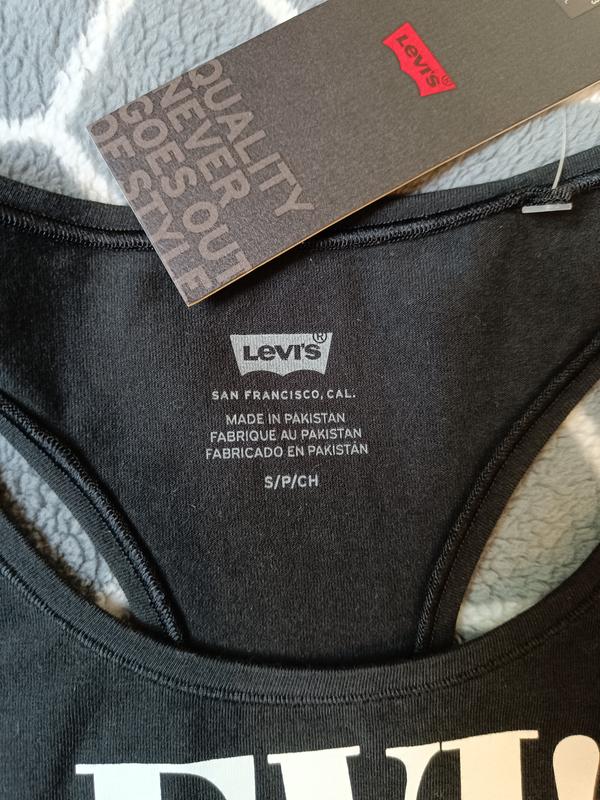 Levi's®
QUALITY
NEVER
GOES OUT
OF STYLE
LEVI'S®
SAN FRANCISCO, CAL.
MADE IN PAKISTAN
FABRIQUE AU PAKISTAN
FABRICADO EN PAKISTÁN
S/P/CH
EVI'